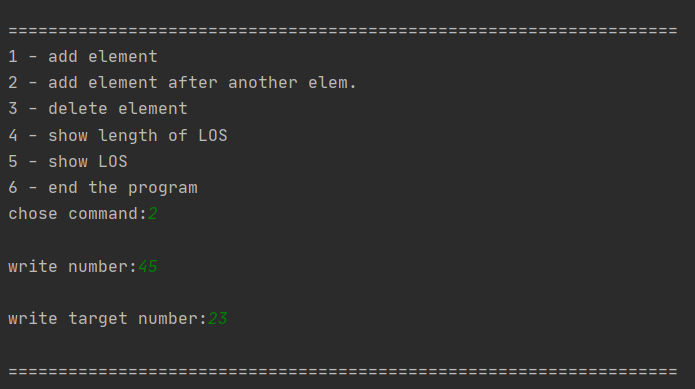 ===================================================================
1 - add element
2 - add element after another elem.
3 - delete element
4 - show length of LOS
5 - show LOS
6 - end the program
chose command:2
write number:45
write target number:23
===================================================================